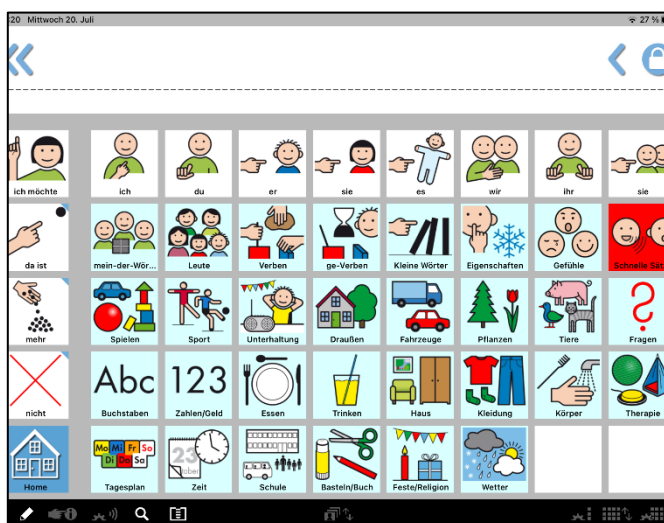 :20 Mittwoch 20. Juli 27 %
ich möchte ich du er sie es wir ihr sie
da ist mein-der-Wör... Leute Verben ge-Verben Kleine Wörter Eigenschaften Gefühle Schnelle Sät
mehr Spielen Sport Unterhaltung Draußen Fahrzeuge Pflanzen Tiere Fragen
Abc 123
nicht Buchstaben Zahlen/Geld Essen Trinken Haus Kleidung Körper Therapie
Mo Mi Fr So
Di Do Sa
23
tober
Home Tagesplan Zeit Schule Basteln/Buch Feste/Religion Wetter